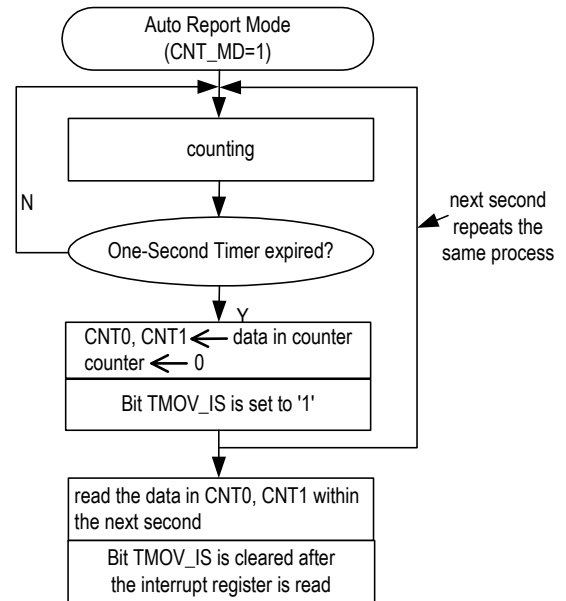 Auto Report Mode
(CNT_MD=1)
counting
N
next second
repeats the
same process
One-Second Timer expired?
Y
CNT0, CNT1 ← data in counter
counter ← 0
Bit TMOV_IS is set to '1'
read the data in CNT0, CNT1 within
the next second
Bit TMOV_IS is cleared after
the interrupt register is read